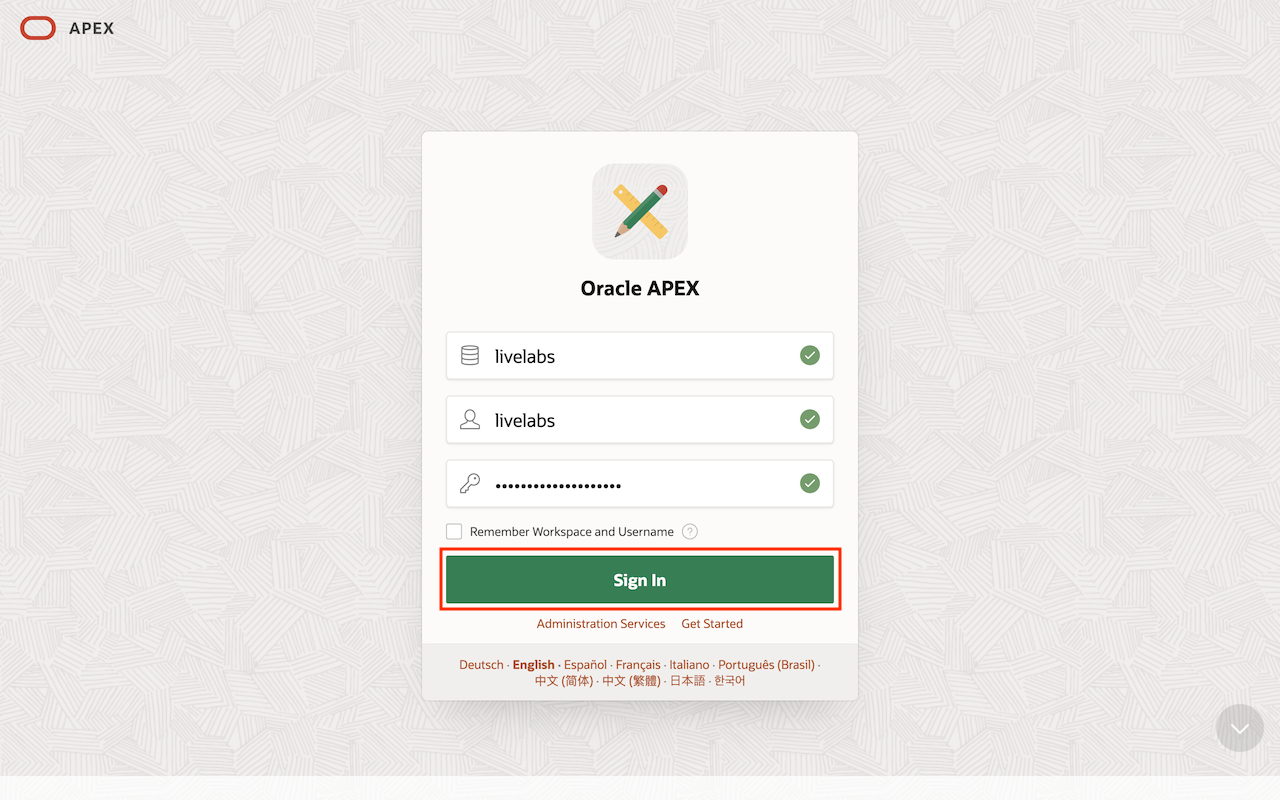 APEX
Oracle APEX
livelabs
livelabs
••••••••••••••••••••
Remember Workspace and Username ?
Sign In
Administration Services Get Started
Deutsch · English · Español · Français · Italiano · Português (Brasil) ·
中文 (简体) · 中文 (繁體) · 日本語 · 한국어